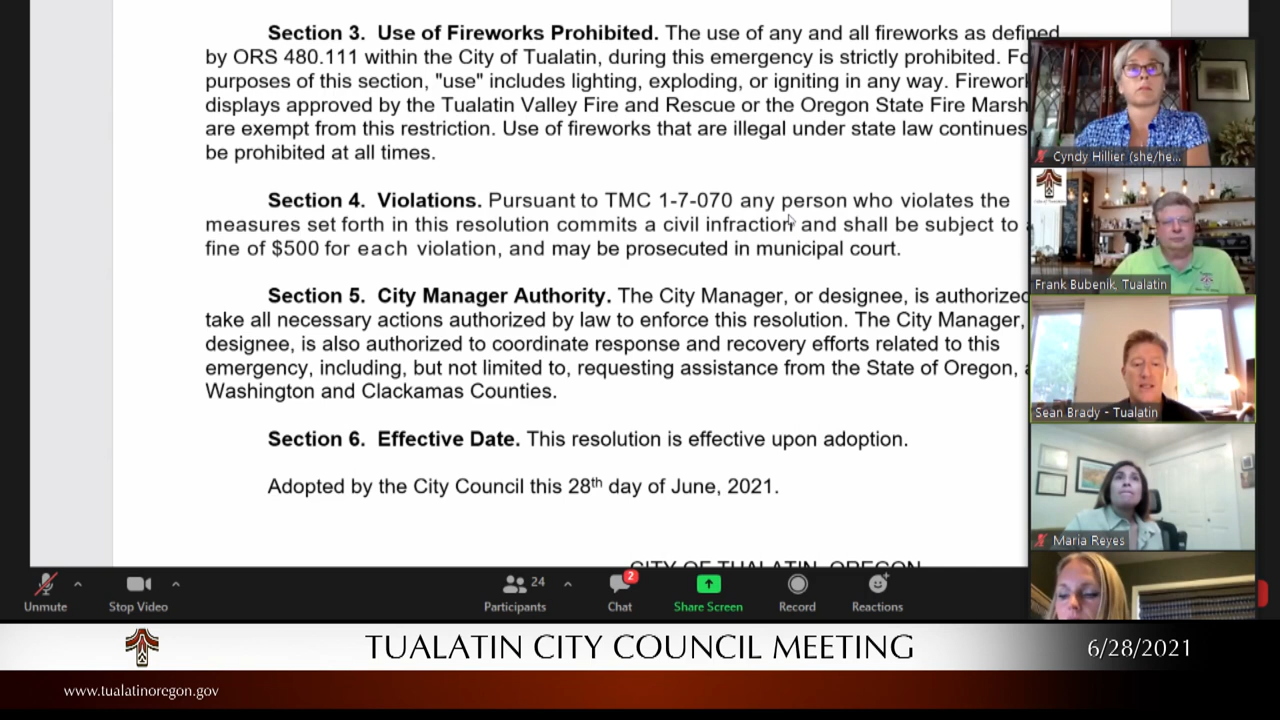 Section 3. Use of Fireworks Prohibited. The use of any and all fireworks as defined
by ORS 480.111 within the City of Tualatin, during this emergency is strictly prohibited. Fo
purposes of this section, "use" includes lighting, exploding, or igniting in any way. Firewor
displays approved by the Tualatin Valley Fire and Rescue or the Oregon State Fire Marsh
are exempt from this restriction. Use of fireworks that are illegal under state law continues
be prohibited at all times.
Section 4. Violations. Pursuant to TMC 1-7-070 any person who violates the
measures set forth in this resolution commits a civil infraction and shall be subject to
fine of $500 for each violation, and may be prosecuted in municipal court.
Section 5. City Manager Authority. The City Manager, or designee, is authorized
take all necessary actions authorized by law to enforce this resolution. The City Manager,
designee, is also authorized to coordinate response and recovery efforts related to this
emergency, including, but not limited to, requesting assistance from the State of Oregon,
Washington and Clackamas Counties.
Section 6. Effective Date. This resolution is effective upon adoption.
Adopted by the City Council this 28th day of June, 2021.
CITY OF TUALATIN, OREGON
Cyndy Hillier (she/he...
Frank Bubenik, Tualatin
Sean Brady - Tualatin
Maria Reyes
Unmute
Stop Video
24
Participants
2
Chat
Share Screen
Record
Reactions
TUALATIN CITY COUNCIL MEETING
6/28/2021
www.tualatinoregon.gov